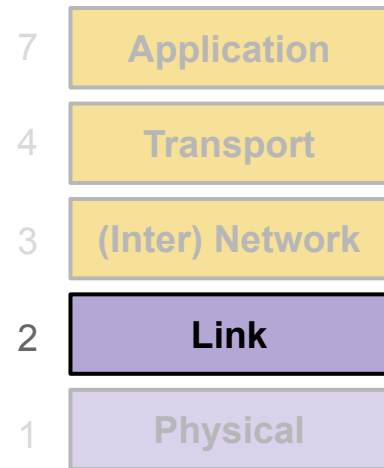 7 Application
4 Transport
3 (Inter) Network
2 Link
1 Physical